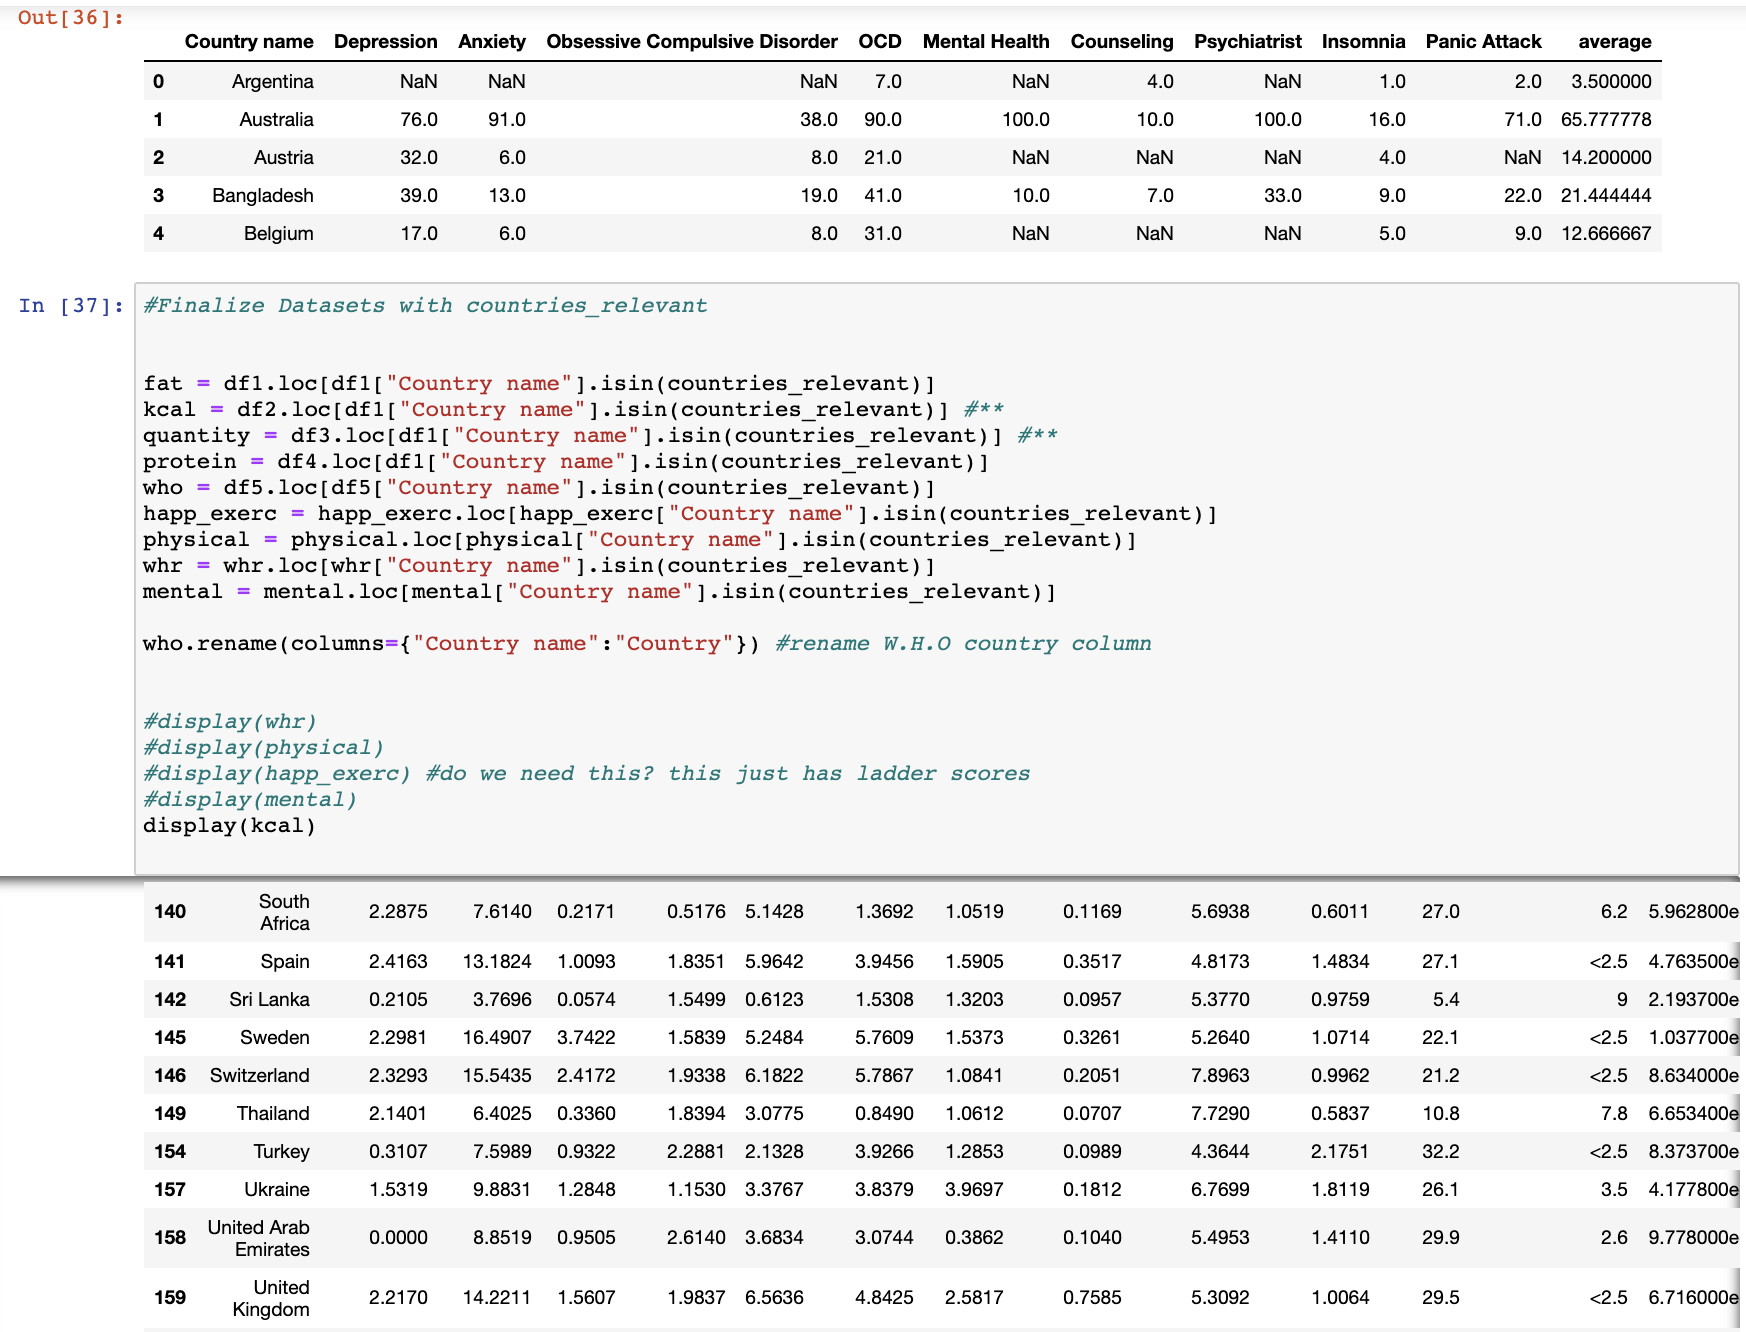 Out[36]:
Country name Depression Anxiety Obsessive Compulsive Disorder OCD Mental Health Counseling Psychiatrist Insomnia Panic Attack average
0 Argentina NaN NaN NaN 7.0 NaN 4.0 NaN 1.0 2.0 3.500000
1 Australia 76.0 91.0 38.0 90.0 100.0 10.0 100.0 16.0 71.0 65.777778
2 Austria 32.0 6.0 8.0 21.0 NaN NaN NaN 4.0 NaN 14.200000
3 Bangladesh 39.0 13.0 19.0 41.0 10.0 7.0 33.0 9.0 22.0 21.444444
4 Belgium 17.0 6.0 8.0 31.0 NaN NaN NaN 5.0 9.0 12.666667
In [37]: #Finalize Datasets with countries_relevant
fat = df1.loc[df1["Country name"].isin(countries_relevant)]
kcal = df2.loc[df1["Country name"].isin(countries_relevant)] #**
quantity = df3.loc[df1["Country name"].isin(countries_relevant)] #**
protein = df4.loc[df1["Country name"].isin(countries_relevant)]
who = df5.loc[df5["Country name"].isin(countries_relevant)]
happ_exerc = happ_exerc.loc[happ_exerc["Country name"].isin(countries_relevant)]
physical = physical.loc[physical["Country name"].isin(countries_relevant)]
whr = whr.loc[whr["Country name"].isin(countries_relevant)]
mental = mental.loc[mental["Country name"].isin(countries_relevant)]
who.rename(columns={"Country name":"Country"}) #rename W.H.O country column
#display(whr)
#display(physical)
#display(happ_exerc) #do we need this? this just has ladder scores
#display(mental)
display(kcal)
140 South Africa 2.2875 7.6140 0.2171 0.5176 5.1428 1.3692 1.0519 0.1169 5.6938 0.6011 27.0 6.2 5.962800e
141 Spain 2.4163 13.1824 1.0093 1.8351 5.9642 3.9456 1.5905 0.3517 4.8173 1.4834 27.1 <2.5 4.763500e
142 Sri Lanka 0.2105 3.7696 0.0574 1.5499 0.6123 1.5308 1.3203 0.0957 5.3770 0.9759 5.4 9 2.193700e
145 Sweden 2.2981 16.4907 3.7422 1.5839 5.2484 5.7609 1.5373 0.3261 5.2640 1.0714 22.1 <2.5 1.037700e
146 Switzerland 2.3293 15.5435 2.4172 1.9338 6.1822 5.7867 1.0841 0.2051 7.8963 0.9962 21.2 <2.5 8.634000e
149 Thailand 2.1401 6.4025 0.3360 1.8394 3.0775 0.8490 1.0612 0.0707 7.7290 0.5837 10.8 7.8 6.653400e
154 Turkey 0.3107 7.5989 0.9322 2.2881 2.1328 3.9266 1.2853 0.0989 4.3644 2.1751 32.2 <2.5 8.373700e
157 Ukraine 1.5319 9.8831 1.2848 1.1530 3.3767 3.8379 3.9697 0.1812 6.7699 1.8119 26.1 3.5 4.177800e
158 United Arab Emirates 0.0000 8.8519 0.9505 2.6140 3.6834 3.0744 0.3862 0.1040 5.4953 1.4110 29.9 2.6 9.778000e
159 United Kingdom 2.2170 14.2211 1.5607 1.9837 6.5636 4.8425 2.5817 0.7585 5.3092 1.0064 29.5 <2.5 6.716000e